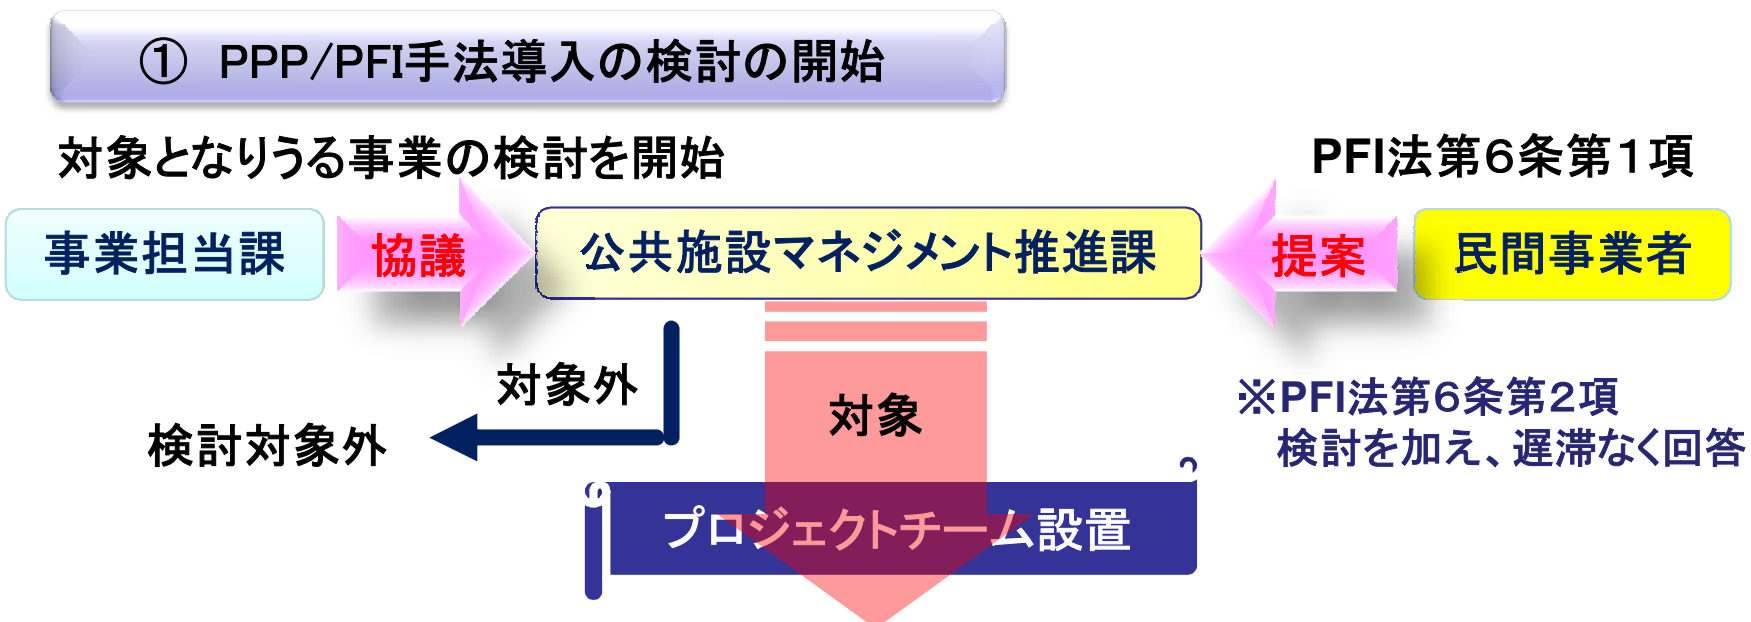 ① PPP/PFI手法導入の検討の開始
対象となりうる事業の検討を開始
PFI法第6条第1項
事業担当課
協議
公共施設マネジメント推進課
提案
民間事業者
対象外
対象
※PFI法第6条第2項
検討を加え、遅滞なく回答
検討対象外
プロジェクトチーム設置